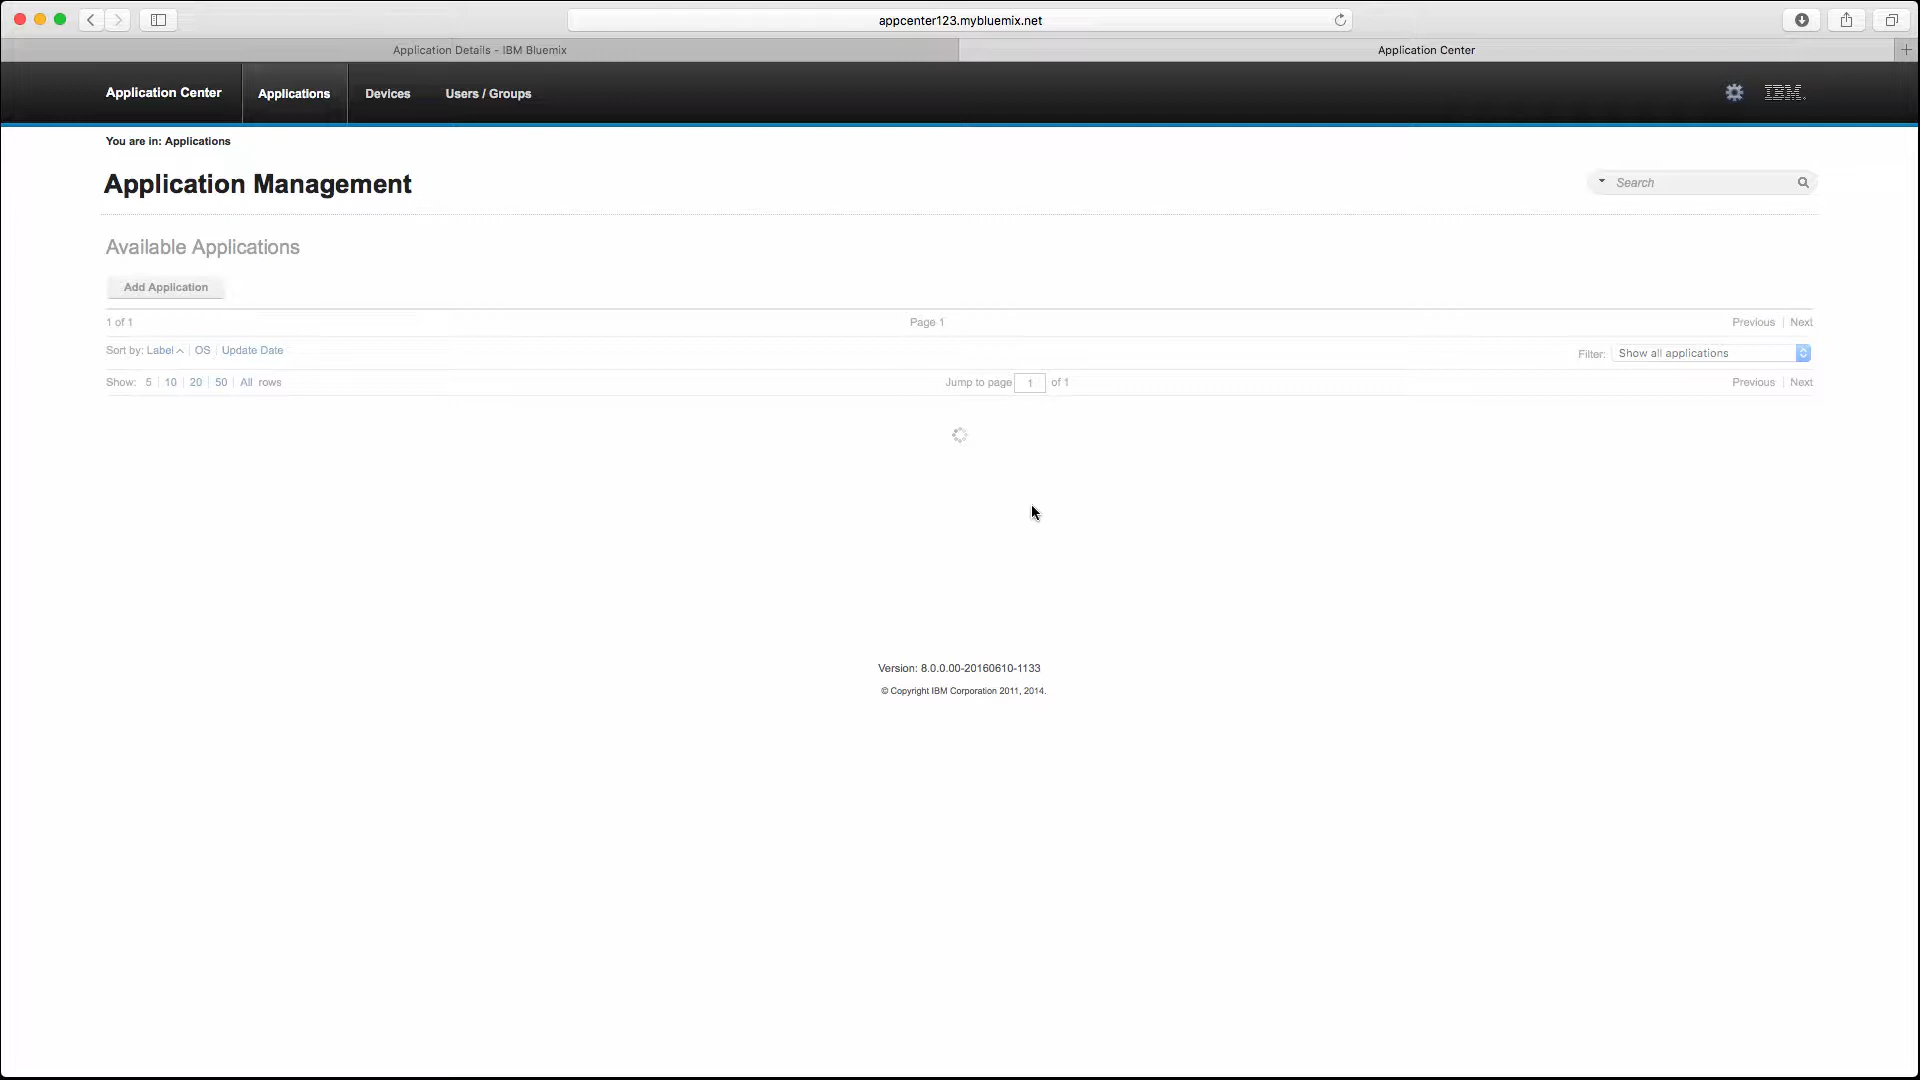 appcenter123.mybluemix.net
Application Details - IBM Bluemix
Application Center
Application Center
Applications
Devices
Users / Groups
IBM.
You are in: Applications
Application Management
Search
Available Applications
Add Application
1 of 1
Page 1
Previous
Next
Sort by: Label
OS
Update Date
Filter:
Show all applications
Show: 5 10 20 50 All rows
Jump to page 1 of 1
Previous
Next
Version: 8.0.0.00-20160610-1133
© Copyright IBM Corporation 2011, 2014.